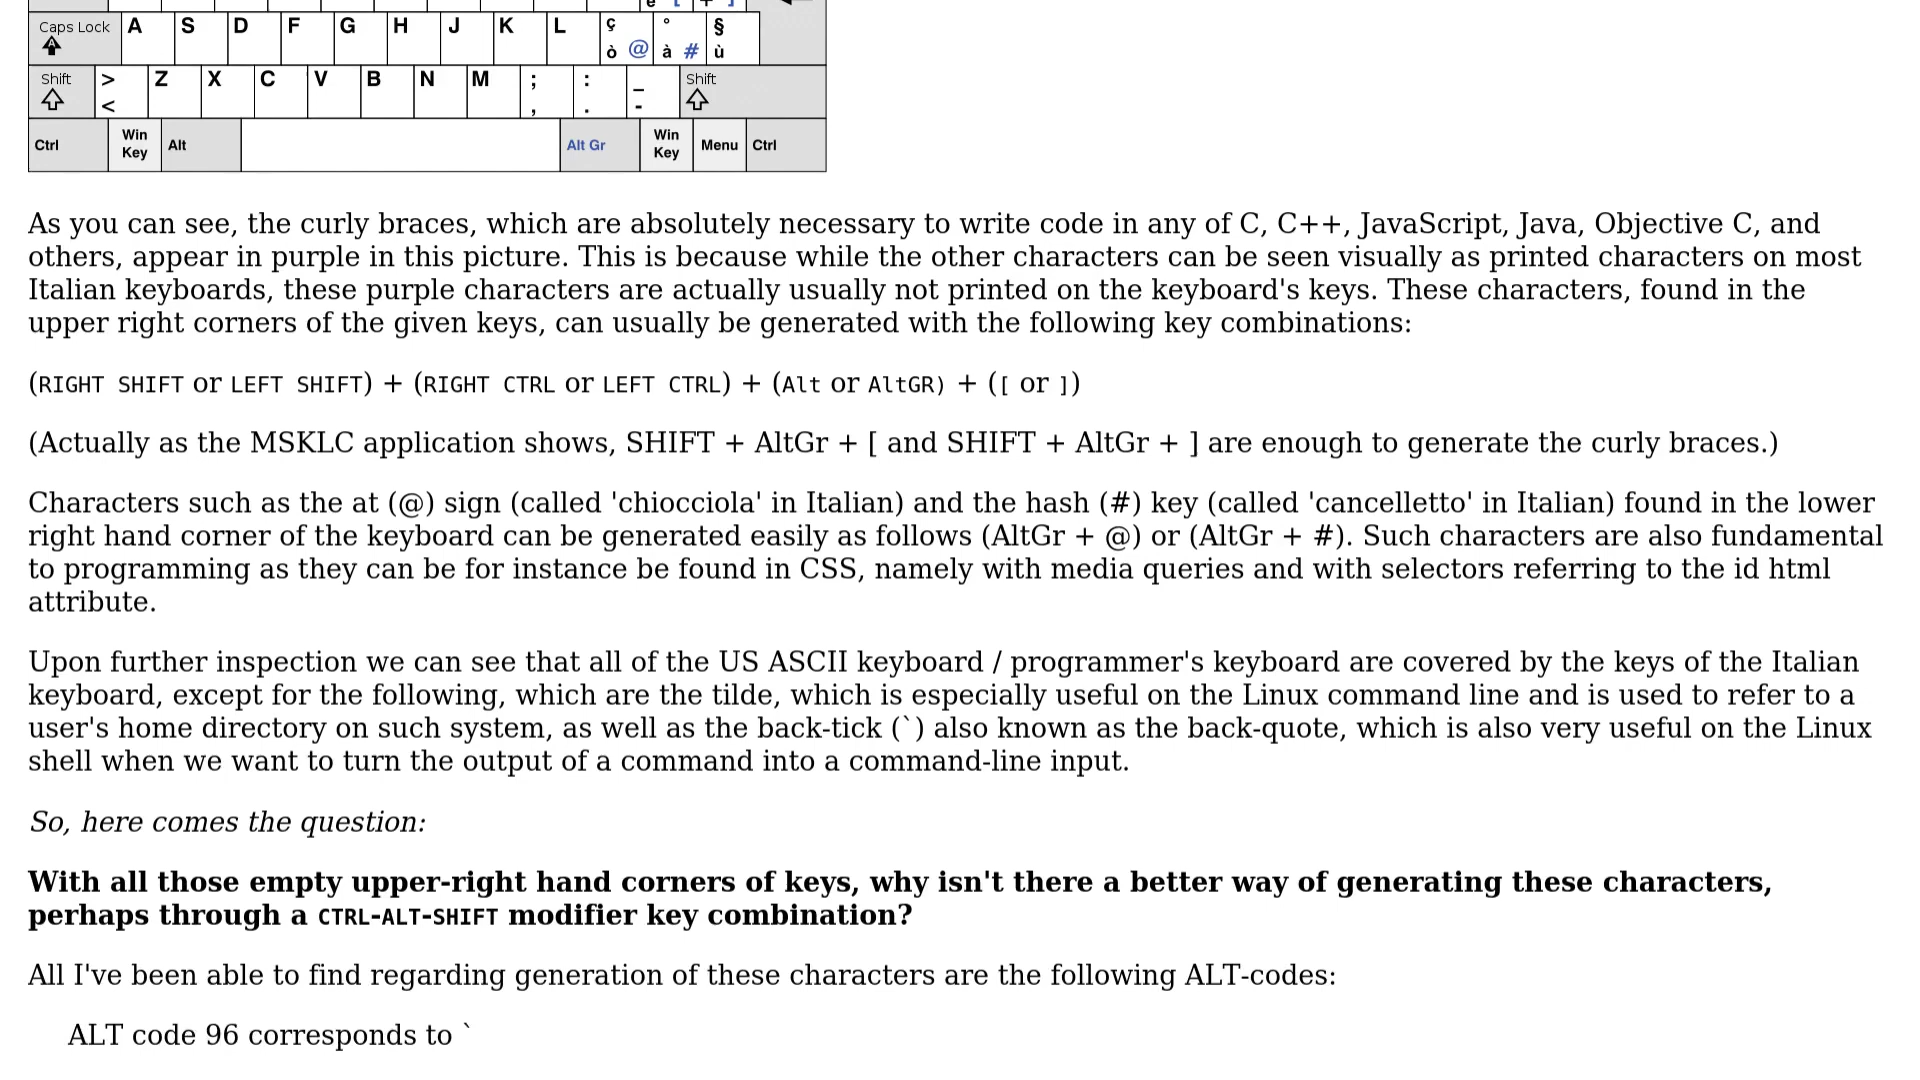 è [ + ]
Caps Lock A S D F G H J K L ç ° §
ò @ à # ù
Shift > Z X C V B N M ; : _ Shift
< , . -
Ctrl Win Key Alt Alt Gr Win Key Menu Ctrl
As you can see, the curly braces, which are absolutely necessary to write code in any of C, C++, JavaScript, Java, Objective C, and
others, appear in purple in this picture. This is because while the other characters can be seen visually as printed characters on most
Italian keyboards, these purple characters are actually usually not printed on the keyboard's keys. These characters, found in the
upper right corners of the given keys, can usually be generated with the following key combinations:
(RIGHT SHIFT or LEFT SHIFT) + (RIGHT CTRL or LEFT CTRL) + (Alt or AltGR) + ([ or ])
(Actually as the MSKLC application shows, SHIFT + AltGr + [ and SHIFT + AltGr + ] are enough to generate the curly braces.)
Characters such as the at (@) sign (called 'chiocciola' in Italian) and the hash (#) key (called 'cancelletto' in Italian) found in the lower
right hand corner of the keyboard can be generated easily as follows (AltGr + @) or (AltGr + #). Such characters are also fundamental
to programming as they can be for instance be found in CSS, namely with media queries and with selectors referring to the id html
attribute.
Upon further inspection we can see that all of the US ASCII keyboard / programmer's keyboard are covered by the keys of the Italian
keyboard, except for the following, which are the tilde, which is especially useful on the Linux command line and is used to refer to a
user's home directory on such system, as well as the back-tick (`) also known as the back-quote, which is also very useful on the Linux
shell when we want to turn the output of a command into a command-line input.
So, here comes the question:
With all those empty upper-right hand corners of keys, why isn't there a better way of generating these characters,
perhaps through a CTRL-ALT-SHIFT modifier key combination?
All I've been able to find regarding generation of these characters are the following ALT-codes:
ALT code 96 corresponds to `